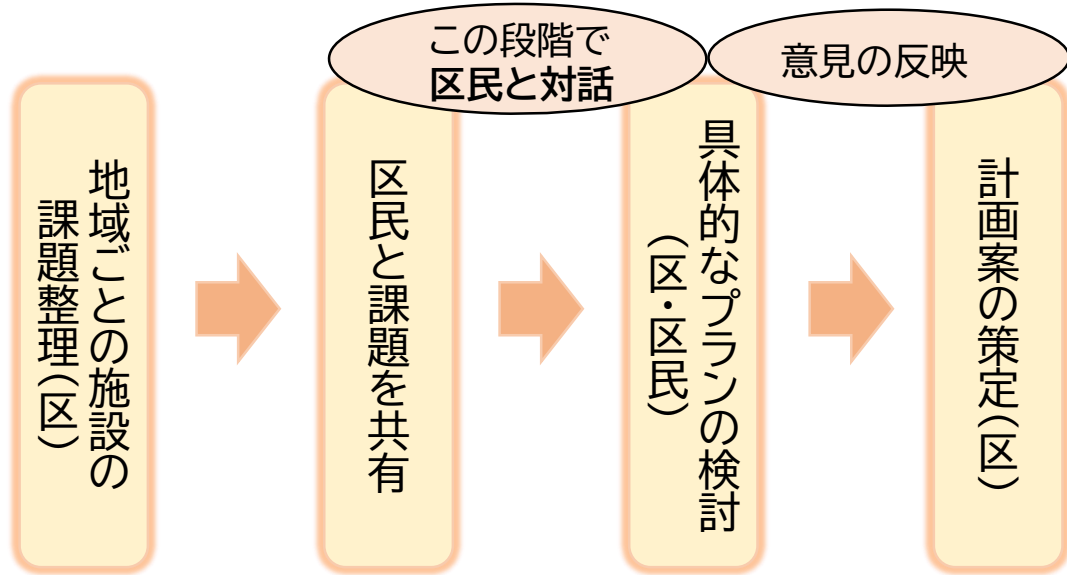 この段階で
区民と対話
意見の反映
地域ごとの施設の
課題整理(区)
区民と課題を共有
具体的なプランの検討
(区・区民)
計画案の策定(区)